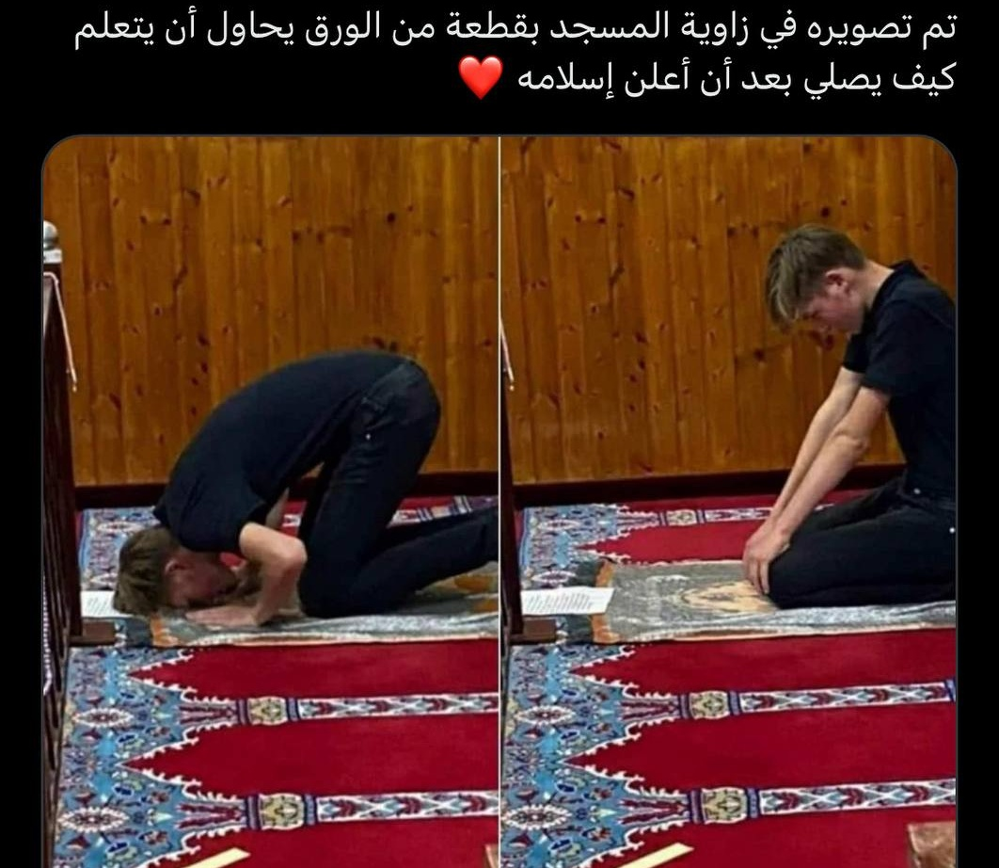 تم تصويره في زاوية المسجد بقطعة من الورق يحاول أن يتعلم
كيف يصلي بعد أن أعلن إسلامه ❤️